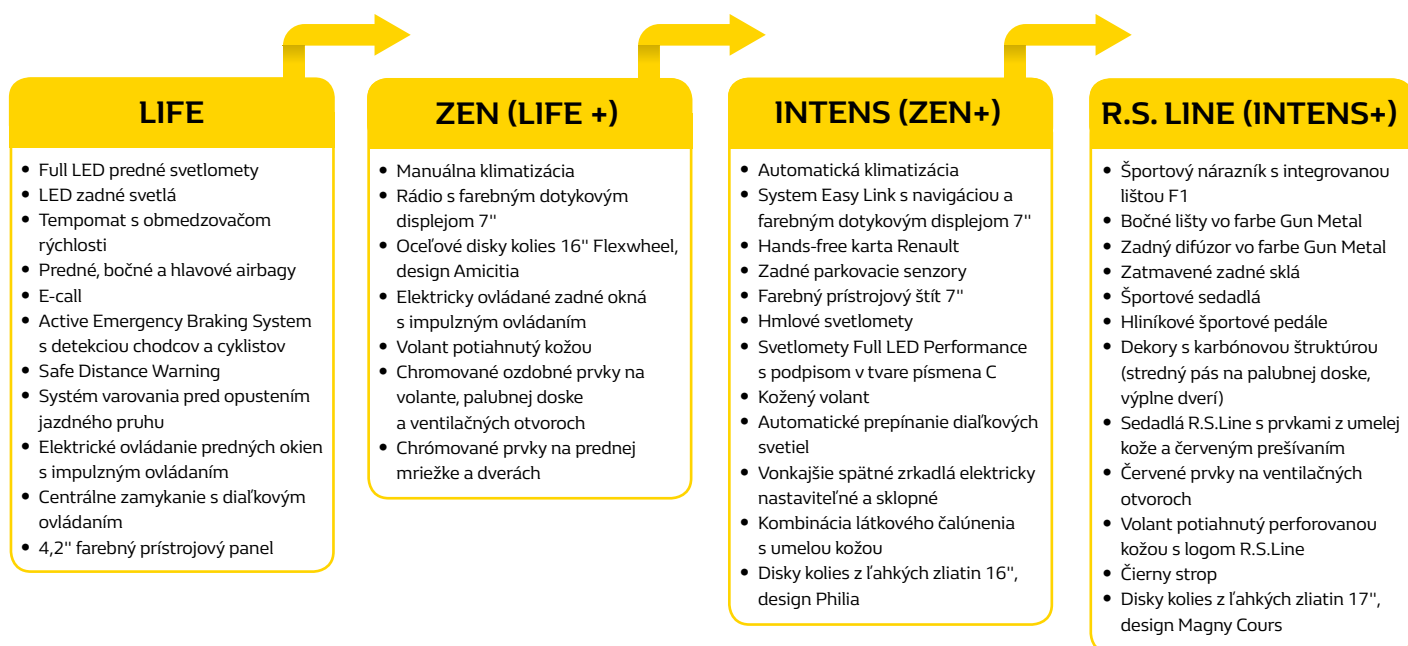 LIFE
• Full LED predné svetlomety
• LED zadné svetlá
• Tempomat s obmedzovačom
rýchlosti
• Predné, bočné a hlavové airbagy
• E-call
• Active Emergency Braking System
s detekciou chodcov a cyklistov
• Safe Distance Warning
• Systém varovania pred opustením
jazdného pruhu
• Elektrické ovládanie predných okien
s impulzným ovládaním
• Centrálne zamykanie s diaľkovým
ovládaním
• 4,2" farebný prístrojový panel
ZEN (LIFE +)
• Manuálna klimatizácia
• Rádio s farebným dotykovým
displejom 7"
• Oceľové disky kolies 16" Flexwheel,
design Amicitia
• Elektricky ovládané zadné okná
s impulzným ovládaním
• Volant potiahnutý kožou
• Chromované ozdobné prvky na
volante, palubnej doske
a ventilačných otvoroch
• Chrómované prvky na prednej
mriežke a dverách
INTENS (ZEN+)
• Automatická klimatizácia
• System Easy Link s navigáciou a
farebným dotykovým displejom 7"
• Hands-free karta Renault
• Zadné parkovacie senzory
• Farebný prístrojový štít 7"
• Hmlové svetlomety
• Svetlomety Full LED Performance
s podpisom v tvare písmena C
• Kožený volant
• Automatické prepínanie diaľkových
svetiel
• Vonkajšie spätné zrkadlá elektricky
nastaviteľné a sklopné
• Kombinácia látkového čalúnenia
s umelou kožou
• Disky kolies z ľahkých zliatin 16",
design Philia
R.S. LINE (INTENS+)
• Športový nárazník s integrovanou
lištou F1
• Bočné lišty vo farbe Gun Metal
• Zadný difúzor vo farbe Gun Metal
• Zatmavené zadné sklá
• Športové sedadlá
• Hliníkové športové pedále
• Dekory s karbónovou štruktúrou
(stredný pás na palubnej doske,
výplne dverí)
• Sedadlá R.S.Line s prvkami z umelej
kože a červeným prešívaním
• Červené prvky na ventilačných
otvoroch
• Volant potiahnutý perforovanou
kožou s logom R.S.Line
• Čierny strop
• Disky kolies z ľahkých zliatin 17",
design Magny Cours